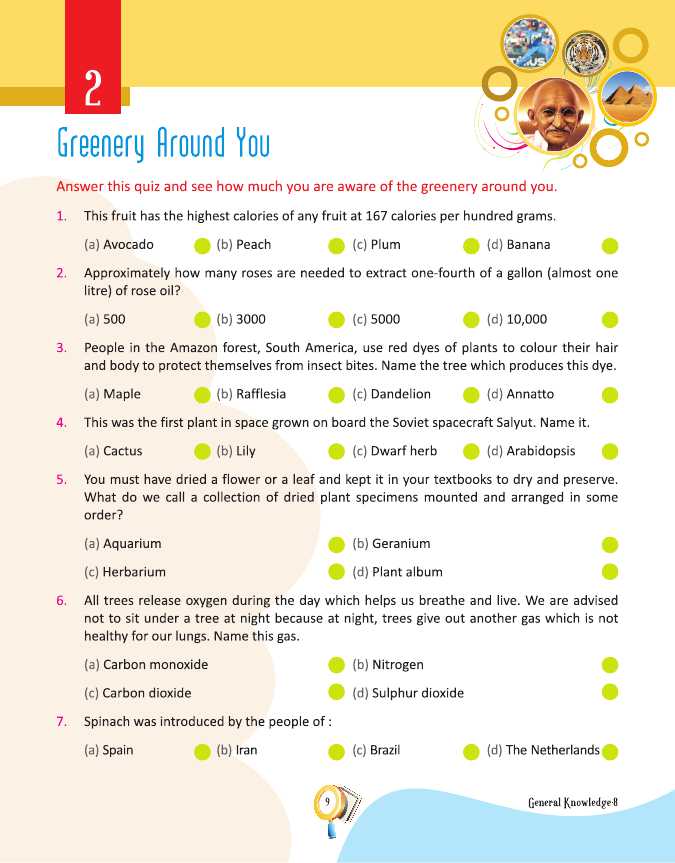 2
Greenery Around You
Answer this quiz and see how much you are aware of the greenery around you.
1. This fruit has the highest calories of any fruit at 167 calories per hundred grams.
(a) Avocado (b) Peach (c) Plum (d) Banana
2. Approximately how many roses are needed to extract one-fourth of a gallon (almost one
litre) of rose oil?
(a) 500 (b) 3000 (c) 5000 (d) 10,000
3. People in the Amazon forest, South America, use red dyes of plants to colour their hair
and body to protect themselves from insect bites. Name the tree which produces this dye.
(a) Maple (b) Rafflesia (c) Dandelion (d) Annatto
4. This was the first plant in space grown on board the Soviet spacecraft Salyut. Name it.
(a) Cactus (b) Lily (c) Dwarf herb (d) Arabidopsis
5. You must have dried a flower or a leaf and kept it in your textbooks to dry and preserve.
What do we call a collection of dried plant specimens mounted and arranged in some
order?
(a) Aquarium (b) Geranium
(c) Herbarium (d) Plant album
6. All trees release oxygen during the day which helps us breathe and live. We are advised
not to sit under a tree at night because at night, trees give out another gas which is not
healthy for our lungs. Name this gas.
(a) Carbon monoxide (b) Nitrogen
(c) Carbon dioxide (d) Sulphur dioxide
7. Spinach was introduced by the people of :
(a) Spain (b) Iran (c) Brazil (d) The Netherlands
9
General Knowledge-8